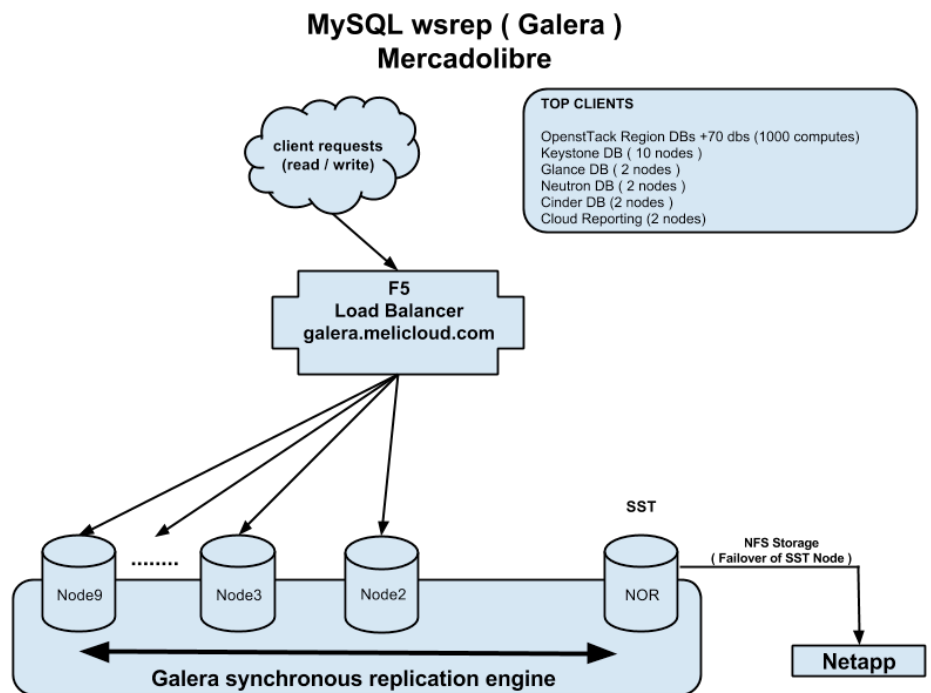 MySQL wsrep ( Galera )
Mercadolibre
client requests
(read / write)
TOP CLIENTS
OpenstTack Region DBs +70 dbs (1000 computes)
Keystone DB ( 10 nodes )
Glance DB ( 2 nodes )
Neutron DB ( 2 nodes )
Cinder DB (2 nodes )
Cloud Reporting (2 nodes)
F5
Load Balancer
galera.melicloud.com
SST
NFS Storage
( Failover of SST Node )
........
Node9
Node3
Node2
NOR
Netapp
Galera synchronous replication engine